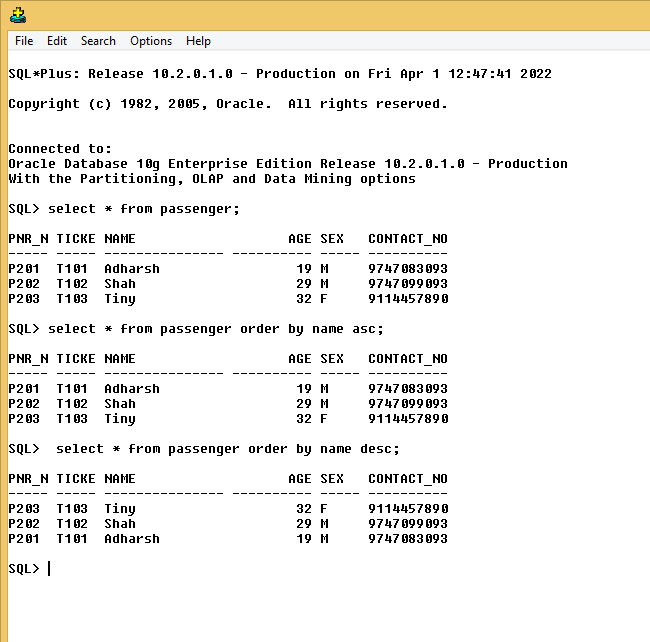 File Edit Search Options Help
SQL*Plus: Release 10.2.0.1.0 - Production on Fri Apr 1 12:47:41 2022
Copyright (c) 1982, 2005, Oracle.  All rights reserved.
Connected to:
Oracle Database 10g Enterprise Edition Release 10.2.0.1.0 - Production
With the Partitioning, OLAP and Data Mining options
SQL> select * from passenger;
PNR_N TICKE NAME                   AGE SEX   CONTACT_NO
----- ----- --------------- ---------- ----- ----------
P201  T101  Adharsh                 19 M     9747083093
P202  T102  Shah                    29 M     9747099093
P203  T103  Tiny                    32 F     9114457890
SQL> select * from passenger order by name asc;
PNR_N TICKE NAME                   AGE SEX   CONTACT_NO
----- ----- --------------- ---------- ----- ----------
P201  T101  Adharsh                 19 M     9747083093
P202  T102  Shah                    29 M     9747099093
P203  T103  Tiny                    32 F     9114457890
SQL>  select * from passenger order by name desc;
PNR_N TICKE NAME                   AGE SEX   CONTACT_NO
----- ----- --------------- ---------- ----- ----------
P203  T103  Tiny                    32 F     9114457890
P202  T102  Shah                    29 M     9747099093
P201  T101  Adharsh                 19 M     9747083093
SQL>